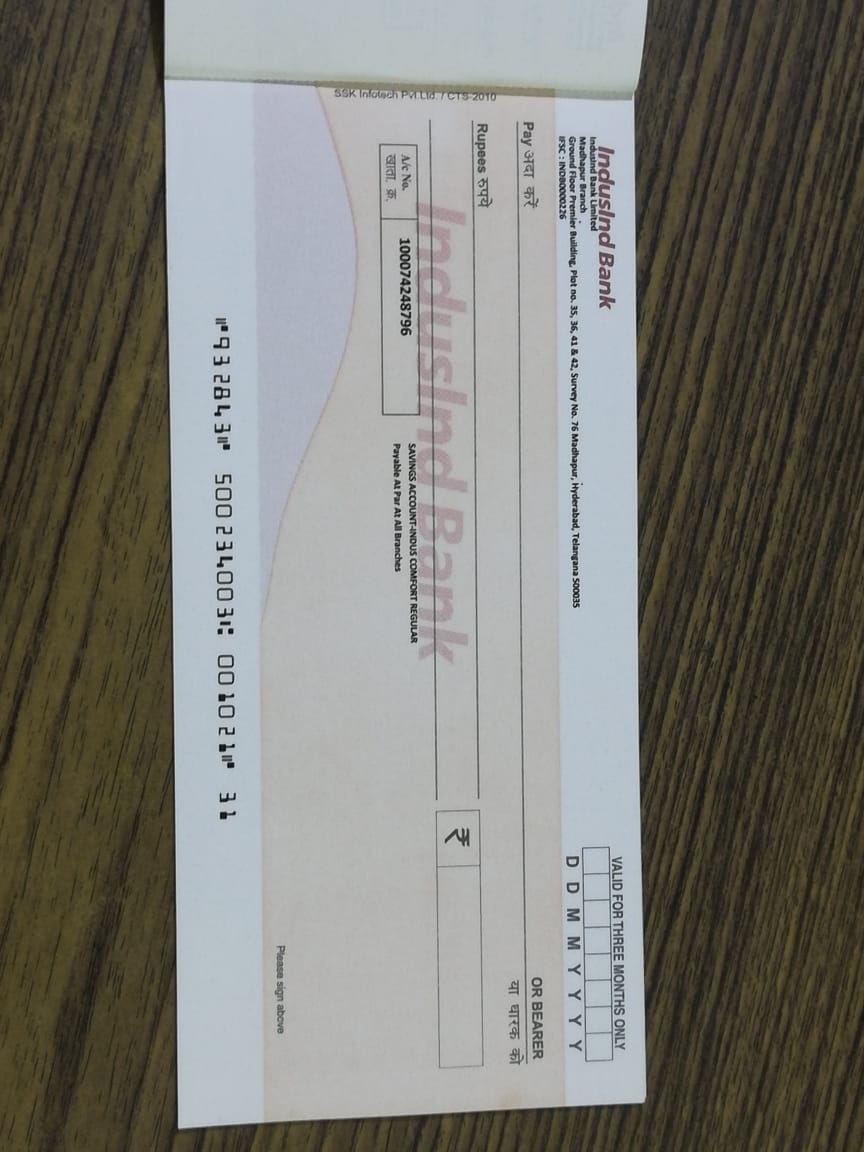 IndusInd Bank
IndusInd Bank Limited
Madhapur Branch
Ground Floor Premier Building, Plot no. 35, 36, 41 & 42, Survey No. 76 Madhapur, Hyderabad, Telangana 500035
IFSC : INDB0000226
VALID FOR THREE MONTHS ONLY
D D M M Y Y Y Y
Pay अदा करें
OR BEARER
या धारक को
Rupees रुपये
₹
IndusInd Bank
A/c No.
खाता. क्र.
100074248796
SAVINGS ACCOUNT-INDUS COMFORT REGULAR
Payable At Par At All Branches
SSK Infotech Pvt.Ltd. / CTS-2010
Please sign above
⑈932843⑈ 500234003⑆ 001021⑈ 31